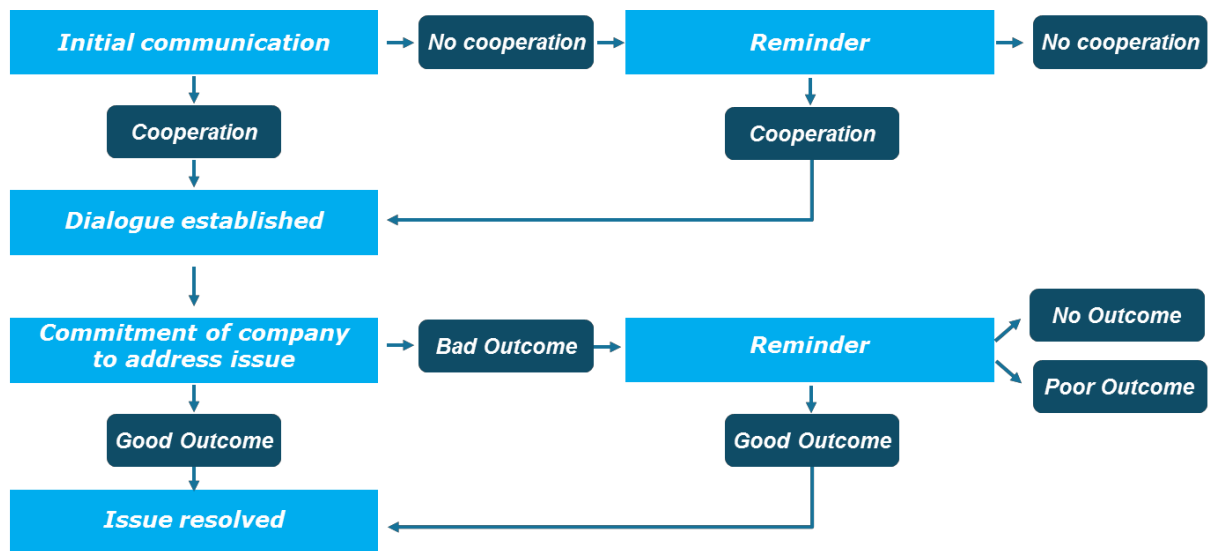 Initial communication
No cooperation
Reminder
No cooperation
Cooperation
Cooperation
Dialogue established
Commitment of company
to address issue
Bad Outcome
Reminder
No Outcome
Poor Outcome
Good Outcome
Good Outcome
Issue resolved